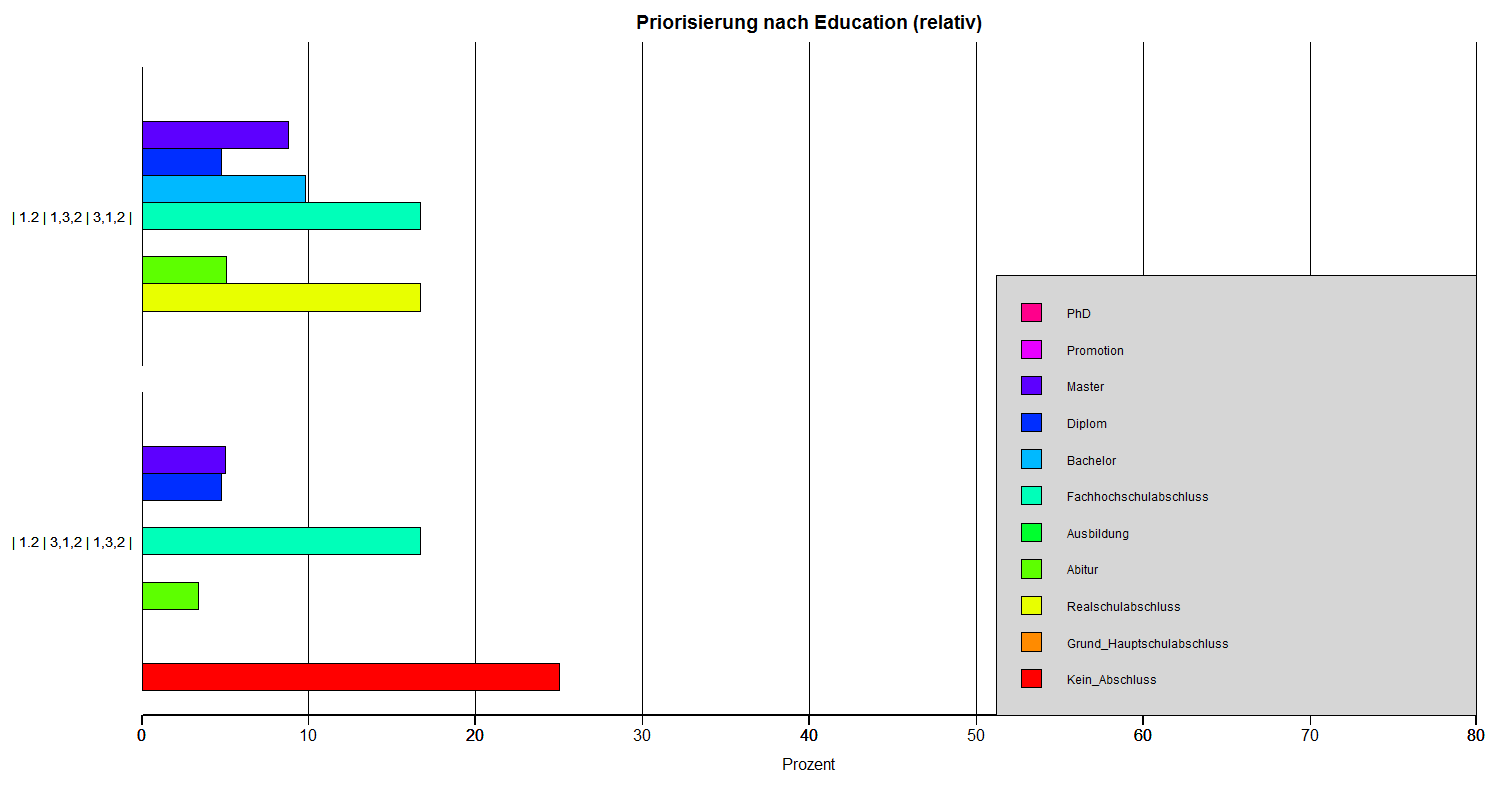 Priorisierung nach Education (relativ)
| 1.2 | 1,3,2 | 3,1,2 |
| 1.2 | 3,1,2 | 1,3,2 |
PhD
Promotion
Master
Diplom
Bachelor
Fachhochschulabschluss
Ausbildung
Abitur
Realschulabschluss
Grund_Hauptschulabschluss
Kein_Abschluss
0 10 20 30 40 50 60 70 80
Prozent